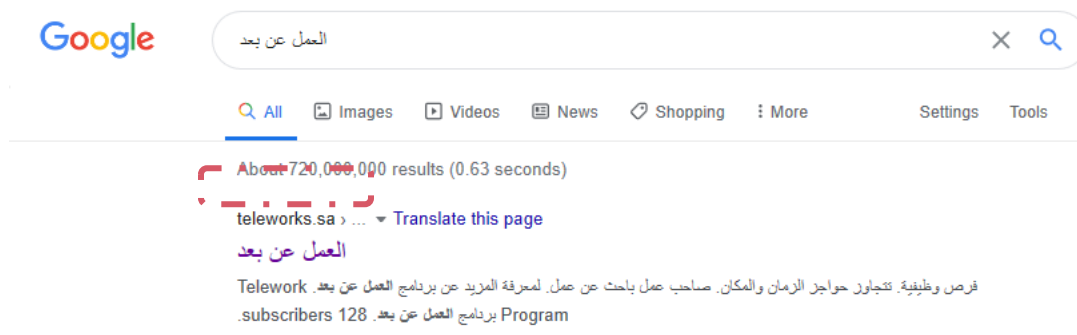 Google
العمل عن بعد
All Images Videos News Shopping More Settings Tools
About 720,000,000 results (0.63 seconds)
teleworks.sa › ... Translate this page
العمل عن بعد
فرص وظيفية. تتجاوز حواجز الزمان والمكان. صاحب عمل باحث عن عمل. لمعرفة المزيد عن برنامج العمل عن بعد. Telework
Program برنامج العمل عن بعد. 128 subscribers.